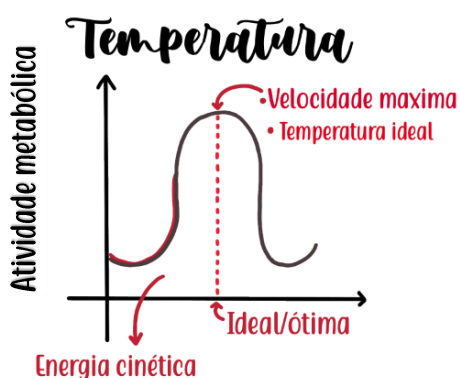 Temperatura
Atividade metabólica
•Velocidade maxima
• Temperatura ideal
Ideal/ótima
Energia cinética